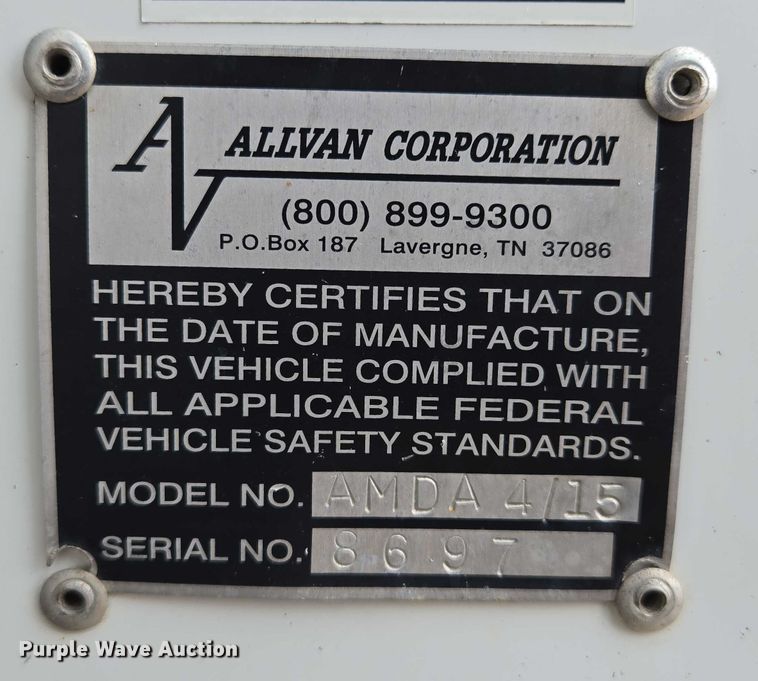 AV ALLVAN CORPORATION
(800) 899-9300
P.O.Box 187 Lavergne, TN 37086
HEREBY CERTIFIES THAT ON
THE DATE OF MANUFACTURE,
THIS VEHICLE COMPLIED WITH
ALL APPLICABLE FEDERAL
VEHICLE SAFETY STANDARDS.
MODEL NO. AMDA 4/15
SERIAL NO. 8697
Purple Wave Auction